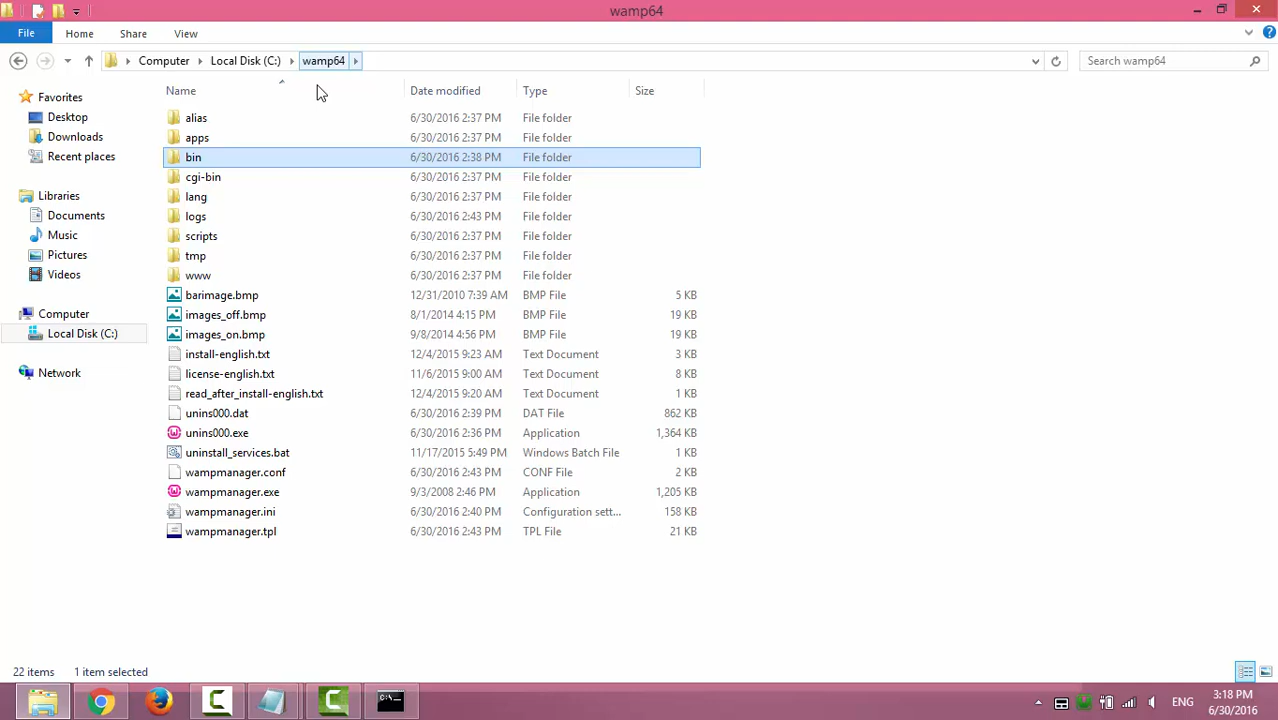 wamp64
File Home Share View
Computer Local Disk (C:) wamp64 Search wamp64
Name Date modified Type Size
Favorites
Desktop
Downloads
Recent places
Libraries
Documents
Music
Pictures
Videos
Computer
Local Disk (C:)
Network
alias 6/30/2016 2:37 PM File folder
apps 6/30/2016 2:37 PM File folder
bin 6/30/2016 2:38 PM File folder
cgi-bin 6/30/2016 2:37 PM File folder
lang 6/30/2016 2:37 PM File folder
logs 6/30/2016 2:43 PM File folder
scripts 6/30/2016 2:37 PM File folder
tmp 6/30/2016 2:37 PM File folder
www 6/30/2016 2:37 PM File folder
barimage.bmp 12/31/2010 7:39 AM BMP File 5 KB
images_off.bmp 8/1/2014 4:15 PM BMP File 19 KB
images_on.bmp 9/8/2014 4:56 PM BMP File 19 KB
install-english.txt 12/4/2015 9:23 AM Text Document 3 KB
license-english.txt 11/6/2015 9:00 AM Text Document 8 KB
read_after_install-english.txt 12/4/2015 9:20 AM Text Document 1 KB
unins000.dat 6/30/2016 2:39 PM DAT File 862 KB
unins000.exe 6/30/2016 2:36 PM Application 1,364 KB
uninstall_services.bat 11/17/2015 5:49 PM Windows Batch File 1 KB
wampmanager.conf 6/30/2016 2:43 PM CONF File 2 KB
wampmanager.exe 9/3/2008 2:46 PM Application 1,205 KB
wampmanager.ini 6/30/2016 2:40 PM Configuration sett... 158 KB
wampmanager.tpl 6/30/2016 2:43 PM TPL File 21 KB
22 items 1 item selected
ENG
3:18 PM
6/30/2016